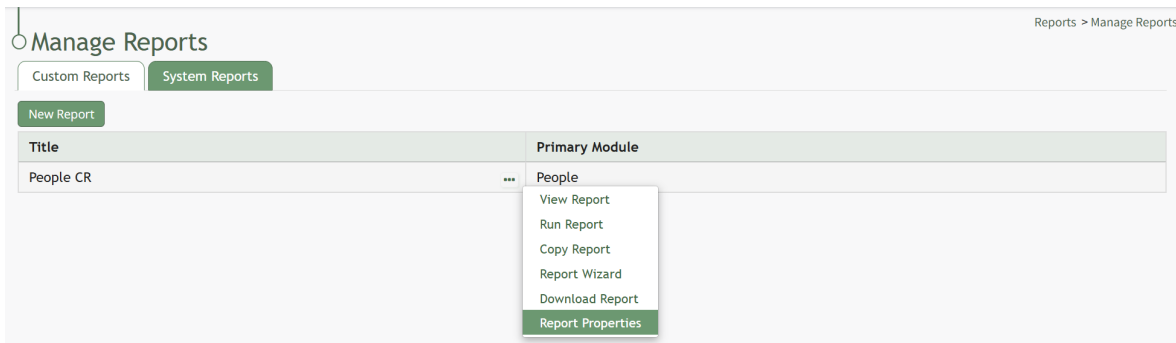 Reports > Manage Reports
Manage Reports
Custom Reports System Reports
New Report
Title Primary Module
People CR ••• People
View Report
Run Report
Copy Report
Report Wizard
Download Report
Report Properties